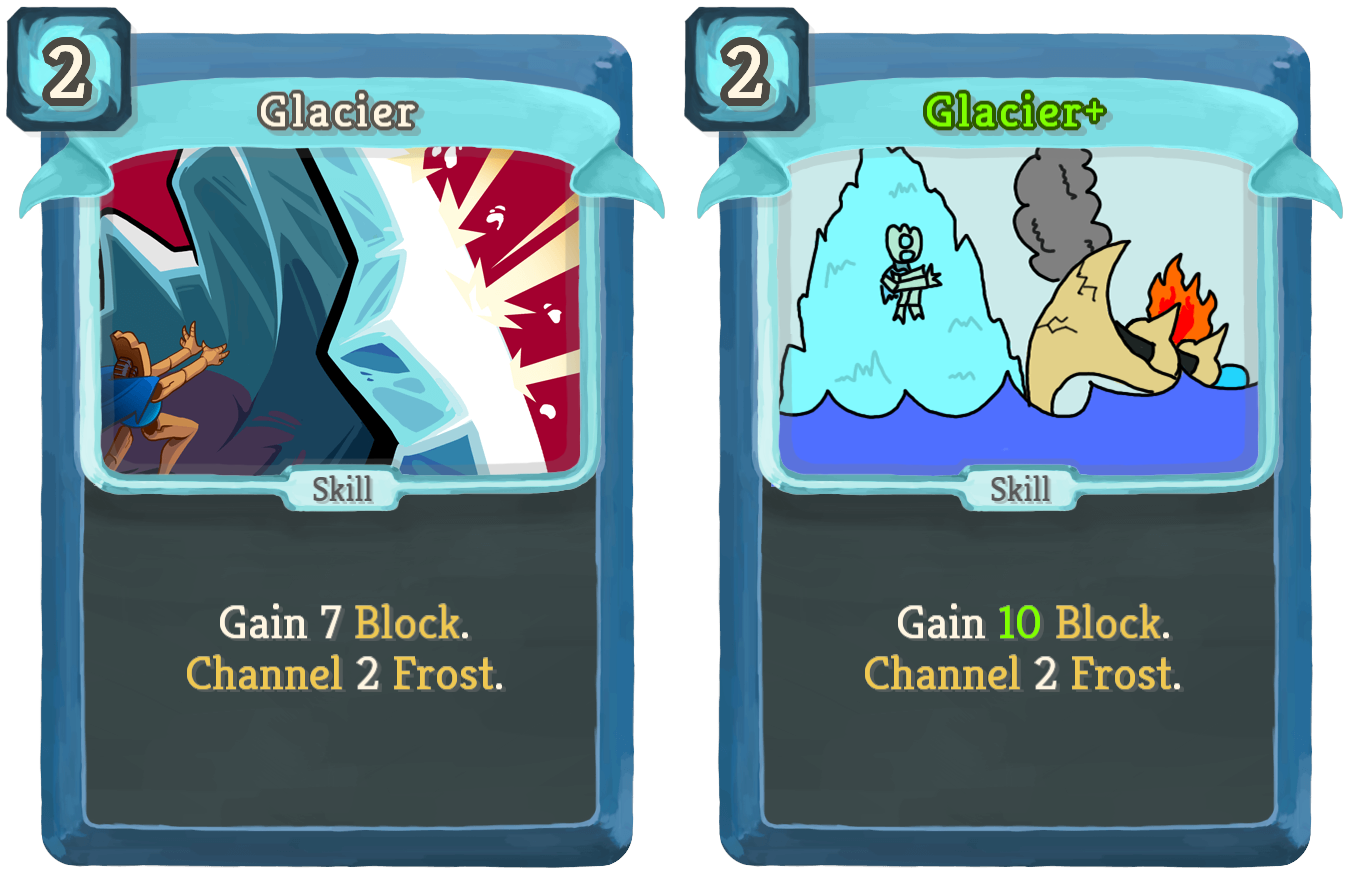 2
Glacier
Skill
Gain 7 Block.
Channel 2 Frost.
2
Glacier+
Skill
Gain 10 Block.
Channel 2 Frost.